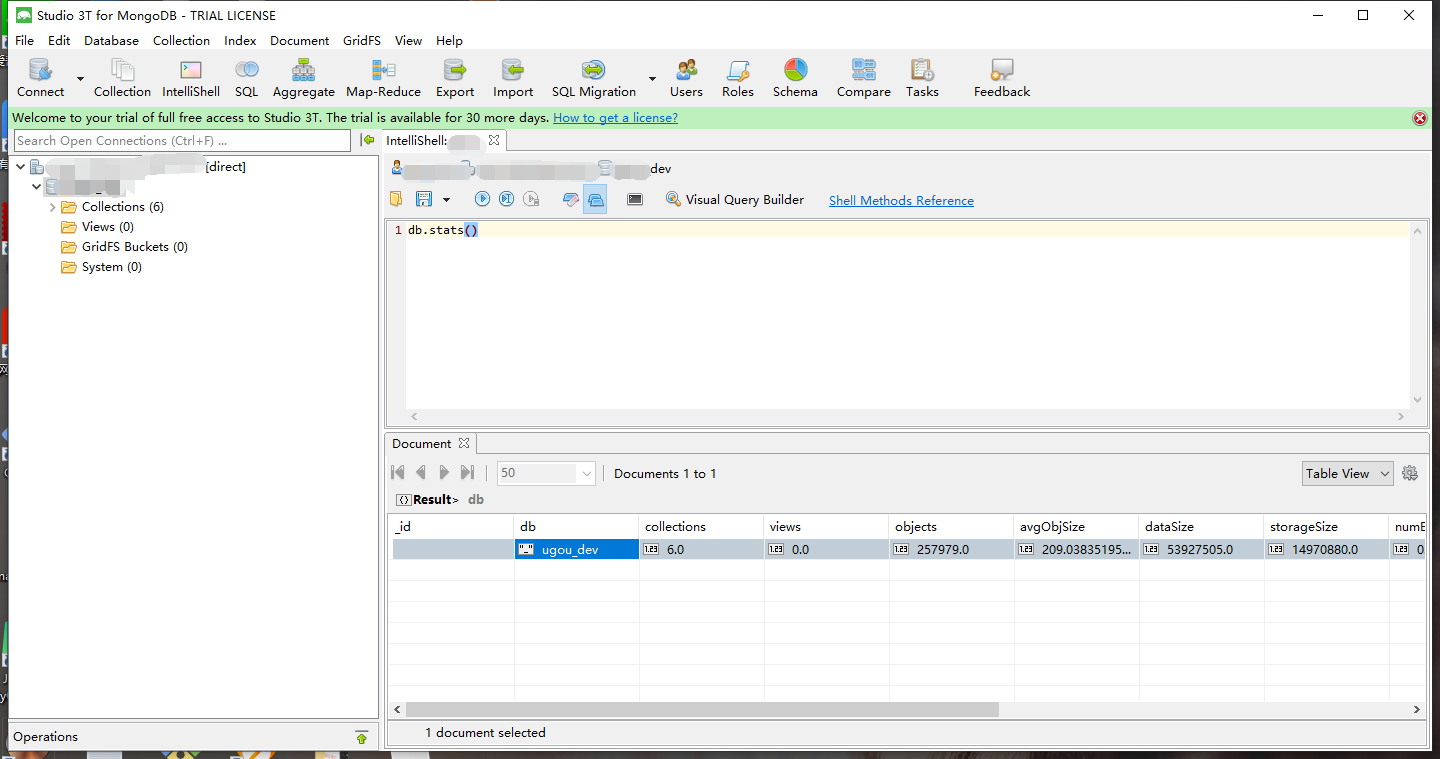 Studio 3T for MongoDB - TRIAL LICENSE
File Edit Database Collection Index Document GridFS View Help
Connect Collection IntelliShell SQL Aggregate Map-Reduce Export Import SQL Migration Users Roles Schema Compare Tasks Feedback
Welcome to your trial of full free access to Studio 3T. The trial is available for 30 more days. How to get a license?
Search Open Connections (Ctrl+F) ...
IntelliShell:
[direct]
dev
Collections (6)
Views (0)
GridFS Buckets (0)
System (0)
Visual Query Builder Shell Methods Reference
1 db.stats()
Document
50 Documents 1 to 1 Table View
Result> db
_id db collections views objects avgObjSize dataSize storageSize
ugou_dev 6.0 0.0 257979.0 209.03835195... 53927505.0 14970880.0 0
1 document selected
Operations